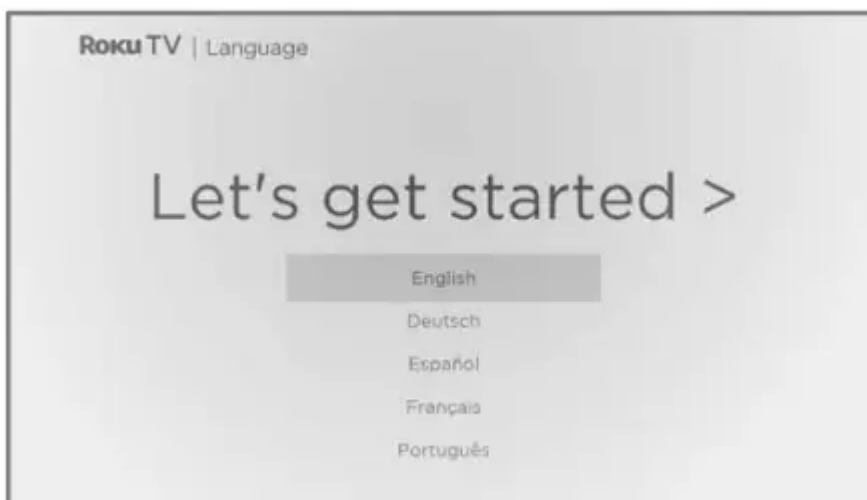 Roku TV | Language
Let's get started >
English
Deutsch
Español
Français
Português